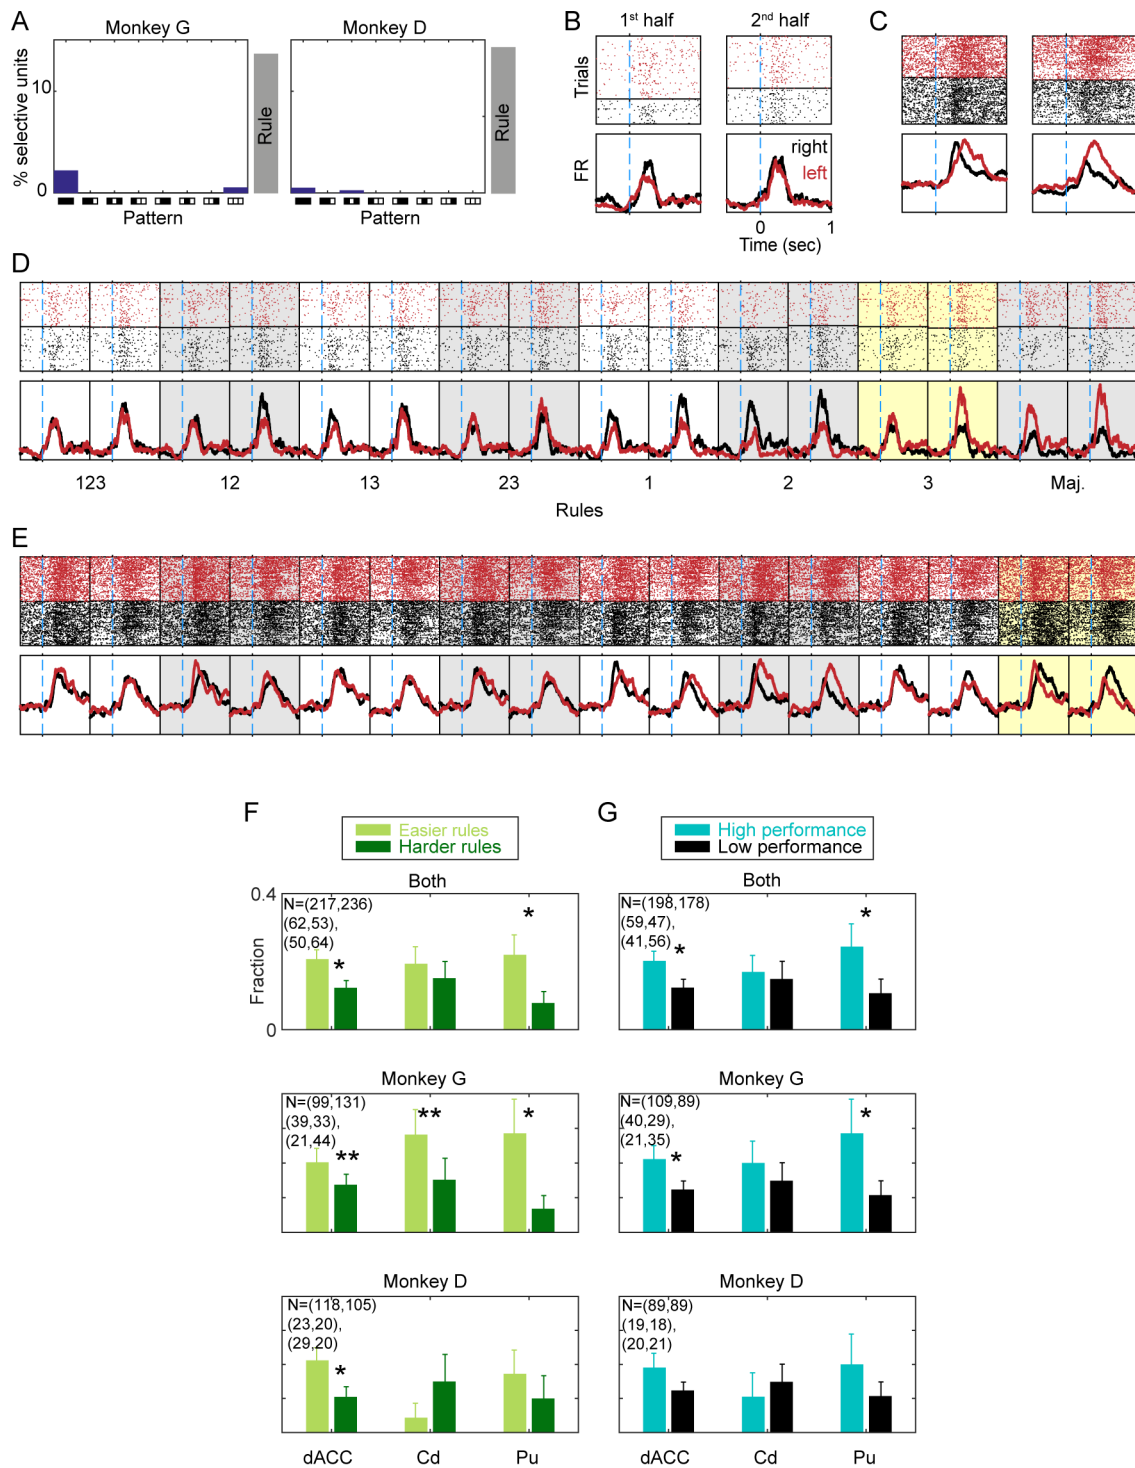 A
Monkey G
Monkey D
% selective units
10
0
Rule
Rule
Pattern
Pattern
B
1st half
2nd half
Trials
FR
right
left
0
1
Time (sec)
C
D
123
12
13
23
1
2
3
Maj.
Rules
E
F
Easier rules
Harder rules
Both
0.4
N=(217,236)
(62,53),
(50,64)
*
*
Fraction
0
Monkey G
N=(99,131)
(39,33),
(21,44)
**
**
*
Monkey D
N=(118,105)
(23,20),
(29,20)
*
dACC
Cd
Pu
G
High performance
Low performance
Both
N=(198,178)
(59,47),
(41,56)
*
*
Monkey G
N=(109,89)
(40,29),
(21,35)
*
*
Monkey D
N=(89,89)
(19,18),
(20,21)
dACC
Cd
Pu